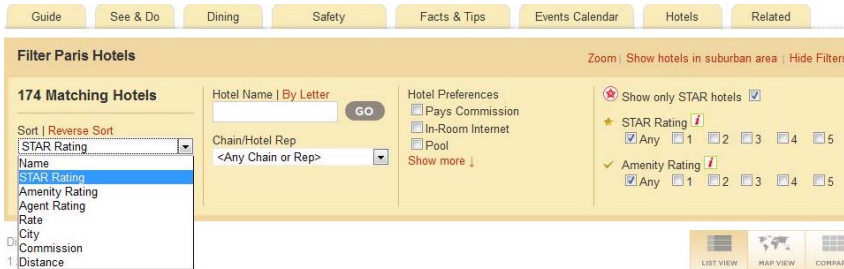 Guide See & Do Dining Safety Facts & Tips Events Calendar Hotels Related
Filter Paris Hotels
Zoom | Show hotels in suburban area | Hide Filters
174 Matching Hotels
Sort | Reverse Sort
STAR Rating
Name
STAR Rating
Amenity Rating
Agent Rating
Rate
City
Commission
Distance
Hotel Name | By Letter
GO
Chain/Hotel Rep
<Any Chain or Rep>
Hotel Preferences
Pays Commission
In-Room Internet
Pool
Show more ↓
Show only STAR hotels
STAR Rating i
Any 1 2 3 4 5
Amenity Rating i
Any 1 2 3 4 5
LIST VIEW MAP VIEW